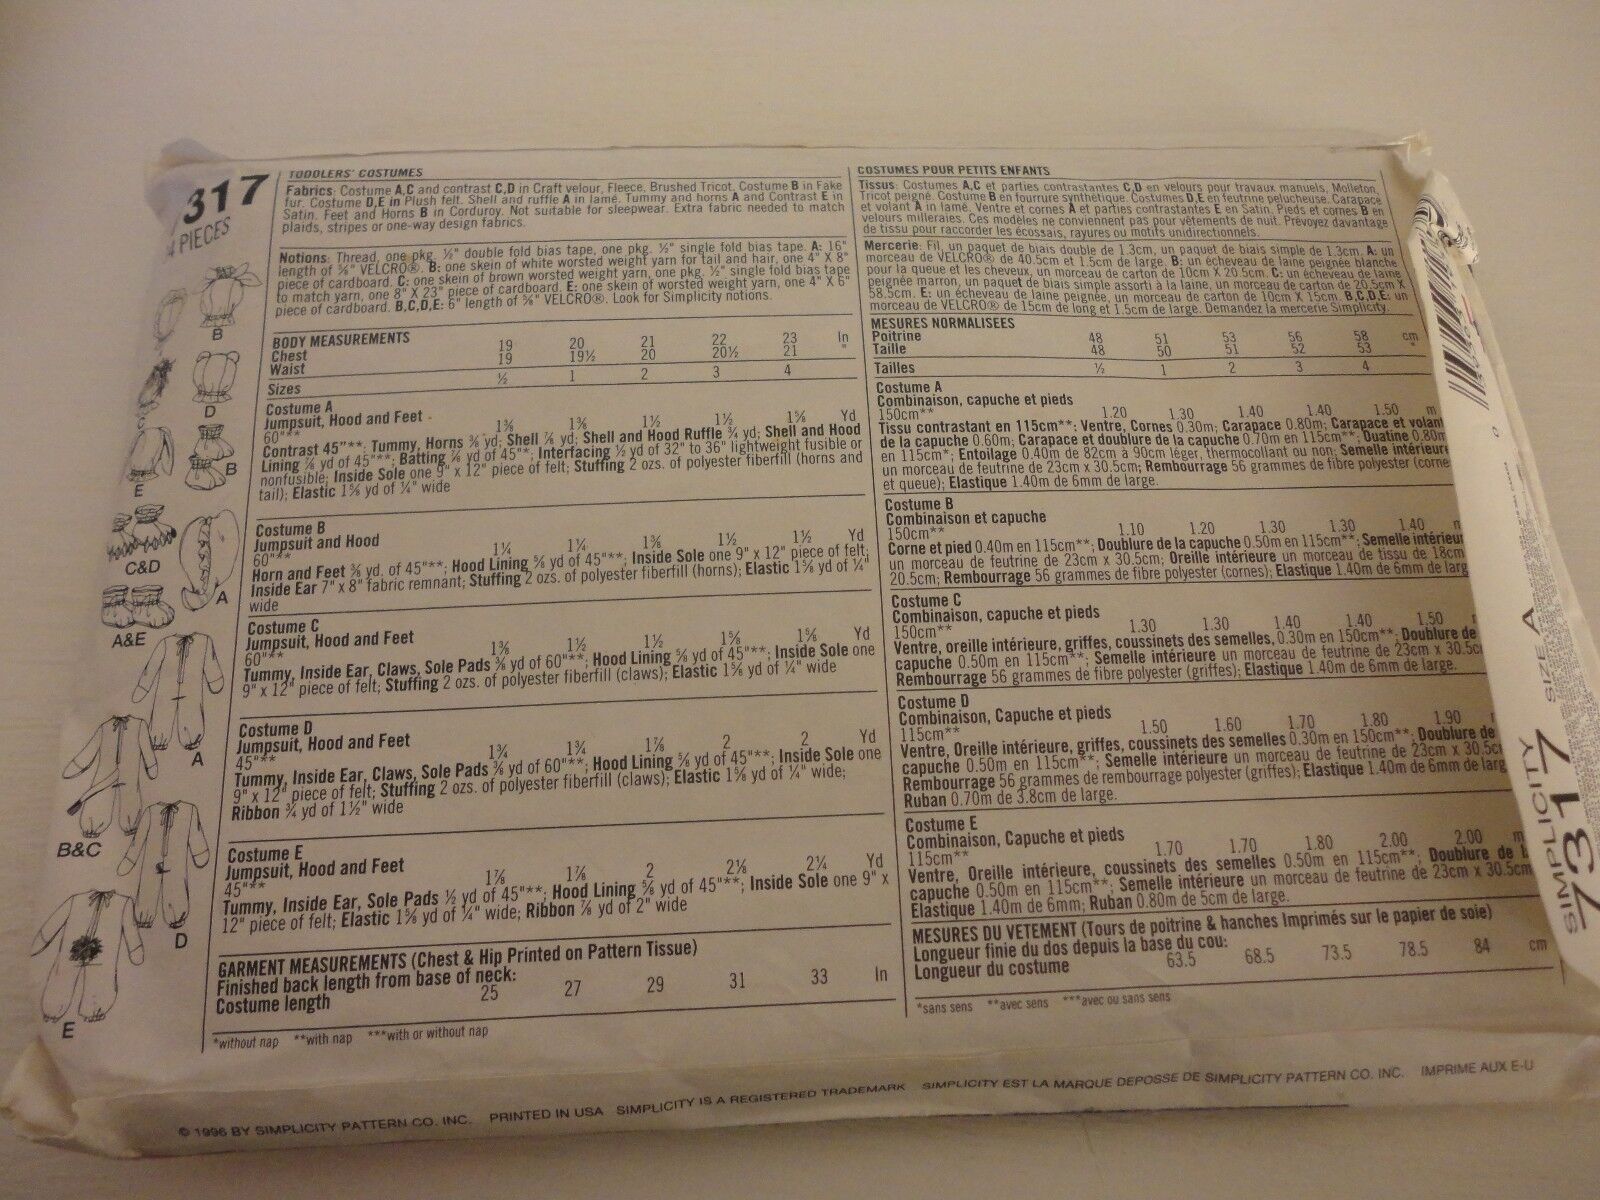 317
PIECES
B
D
B
E
C&D
A
A&E
A
B&C
D
E
TODDLERS' COSTUMES
Fabrics: Costume A,C and contrast C,D in Craft velour, Fleece, Brushed Tricot, Costume B in Fake
fur. Costume D,E in Plush felt. Shell and ruffle A in lamé. Tummy and horns A and Contrast E in
Satin. Feet and Horns B in Corduroy. Not suitable for sleepwear. Extra fabric needed to match
plaids, stripes or one-way design fabrics.
Notions: Thread, one pkg. ½" double fold bias tape, one pkg. ½" single fold bias tape. A: 16"
length of ⅝" VELCRO®. B: one skein of white worsted weight yarn for tail and hair, one 4" X 8"
piece of cardboard. C: one skein of brown worsted weight yarn, one pkg. ½" single fold bias tape
to match yarn, one 8" X 23" piece of cardboard. E: one skein of worsted weight yarn, one 4" X 6"
piece of cardboard. B,C,D,E: 6" length of ⅝" VELCRO®. Look for Simplicity notions.
BODY MEASUREMENTS
Chest 19 20 21 22 23 In
Waist 19 19½ 20 20½ 21 "
Sizes ½ 1 2 3 4
Costume A
Jumpsuit, Hood and Feet
60"** 1⅜ 1⅜ 1½ 1½ 1⅝ Yd
Contrast 45"**, Tummy, Horns ⅜ yd; Shell ⅞ yd; Shell and Hood Ruffle ¾ yd; Shell and Hood
Lining ⅞ yd of 45"**; Batting ⅞ yd of 45"*; Interfacing ½ yd of 32" to 36" lightweight fusible or
nonfusible; Inside Sole one 9" x 12" piece of felt; Stuffing 2 ozs. of polyester fiberfill (horns and
tail); Elastic 1⅝ yd of ¼" wide
Costume B
Jumpsuit and Hood
60"** 1¼ 1¼ 1⅜ 1½ 1½ Yd
Horn and Feet ⅜ yd. of 45"**; Hood Lining ⅝ yd of 45"**; Inside Sole one 9" x 12" piece of felt;
Inside Ear 7" x 8" fabric remnant; Stuffing 2 ozs. of polyester fiberfill (horns); Elastic 1⅝ yd of ¼"
wide
Costume C
Jumpsuit, Hood and Feet
60"** 1⅜ 1½ 1½ 1⅝ 1⅝ Yd
Tummy, Inside Ear, Claws, Sole Pads ⅜ yd of 60"**; Hood Lining ⅝ yd of 45"**; Inside Sole one
9" x 12" piece of felt; Stuffing 2 ozs. of polyester fiberfill (claws); Elastic 1⅝ yd of ¼" wide
Costume D
Jumpsuit, Hood and Feet
45"** 1¾ 1¾ 1⅞ 2 2 Yd
Tummy, Inside Ear, Claws, Sole Pads ⅜ yd of 60"**; Hood Lining ⅝ yd of 45"**; Inside Sole one
9" x 12" piece of felt; Stuffing 2 ozs. of polyester fiberfill (claws); Elastic 1⅝ yd of ¼" wide;
Ribbon ¾ yd of 1½" wide
Costume E
Jumpsuit, Hood and Feet
45"** 1⅞ 1⅞ 2 2⅛ 2¼ Yd
Tummy, Inside Ear, Sole Pads ½ yd of 45"**; Hood Lining ⅝ yd of 45"**; Inside Sole one 9" x
12" piece of felt; Elastic 1⅝ yd of ¼" wide; Ribbon ⅞ yd of 2" wide
GARMENT MEASUREMENTS (Chest & Hip Printed on Pattern Tissue)
Finished back length from base of neck:
Costume length 25 27 29 31 33 In
*without nap **with nap ***with or without nap
COSTUMES POUR PETITS ENFANTS
Tissus: Costumes A,C et parties contrastantes C,D en velours pour travaux manuels, Molleton,
Tricot peigné. Costume B en fourrure synthétique. Costumes D,E en feutrine pelucheuse. Carapace
et volant A in lamé. Ventre et cornes A et parties contrastantes E en Satin. Pieds et cornes B en
velours milleraies. Ces modèles ne conviennent pas pour vêtements de nuit. Prévoyez davantage
de tissu pour raccorder les écossais, rayures ou motifs unidirectionnels.
Mercerie: Fil, un paquet de biais double de 1.3cm, un paquet de biais simple de 1.3cm. A: un
morceau de VELCRO® de 40.5cm et 1.5cm de large. B: un écheveau de laine peignée blanche
pour la queue et les cheveux, un morceau de carton de 10cm X 20.5cm. C: un écheveau de laine
peignée marron, un paquet de biais simple assorti à la laine, un morceau de carton de 20.5cm X
58.5cm. E: un écheveau de laine peignée, un morceau de carton de 10cm X 15cm. B,C,D,E: un
morceau de VELCRO® de 15cm de long et 1.5cm de large. Demandez la mercerie Simplicity.
MESURES NORMALISEES
Poitrine 48 51 53 56 58 cm
Taille 48 50 51 52 53 "
Tailles ½ 1 2 3 4
Costume A
Combinaison, capuche et pieds
150cm** 1.20 1.30 1.40 1.40 1.50 m
Tissu contrastant en 115cm**: Ventre, Cornes 0.30m; Carapace 0.80m; Carapace et volant
de la capuche 0.60m; Carapace et doublure de la capuche 0.70m en 115cm**; Ouatine 0.80m
en 115cm*; Entoilage 0.40m de 82cm à 90cm léger, thermocollant ou non; Semelle intérieure
un morceau de feutrine de 23cm x 30.5cm; Rembourrage 56 grammes de fibre polyester (corne
et queue); Elastique 1.40m de 6mm de large.
Costume B
Combinaison et capuche
150cm** 1.10 1.20 1.30 1.30 1.40
Corne et pied 0.40m en 115cm**; Doublure de la capuche 0.50m en 115cm**; Semelle intérieur
un morceau de feutrine de 23cm x 30.5cm; Oreille intérieure un morceau de tissu de 18cm
20.5cm; Rembourrage 56 grammes de fibre polyester (cornes); Elastique 1.40m de 6mm de larg
Costume C
Combinaison, capuche et pieds
150cm** 1.30 1.30 1.40 1.40 1.50
Ventre, oreille intérieure, griffes, coussinets des semelles, 0.30m en 150cm**; Doublure de
capuche 0.50m en 115cm**; Semelle intérieure un morceau de feutrine de 23cm x 30.5c
Rembourrage 56 grammes de fibre polyester (griffes); Elastique 1.40m de 6mm de large.
Costume D
Combinaison, Capuche et pieds
115cm** 1.50 1.60 1.70 1.80 1.90
Ventre, Oreille intérieure, griffes, coussinets des semelles 0.30m en 150cm**; Doublure de
capuche 0.50m en 115cm**; Semelle intérieure un morceau de feutrine de 23cm x 30.5c
Rembourrage 56 grammes de rembourrage polyester (griffes); Elastique 1.40m de 6mm de larg
Ruban 0.70m de 3.8cm de large.
Costume E
Combinaison, Capuche et pieds
115cm** 1.70 1.70 1.80 2.00 2.00 m
Ventre, Oreille intérieure, coussinets des semelles 0.50m en 115cm**; Doublure de
capuche 0.50m en 115cm**; Semelle intérieure un morceau de feutrine de 23cm x 30.5cm
Elastique 1.40m de 6mm; Ruban 0.80m de 5cm de large.
MESURES DU VETEMENT (Tours de poitrine & hanches Imprimés sur le papier de soie)
Longueur finie du dos depuis la base du cou:
Longueur du costume 63.5 68.5 73.5 78.5 84 cm
*sans sens **avec sens ***avec ou sans sens
SIMPLICITY SIZE A
7317
© 1996 BY SIMPLICITY PATTERN CO. INC. PRINTED IN USA SIMPLICITY IS A REGISTERED TRADEMARK SIMPLICITY EST LA MARQUE DEPOSSE DE SIMPLICITY PATTERN CO. INC. IMPRIME AUX E-U